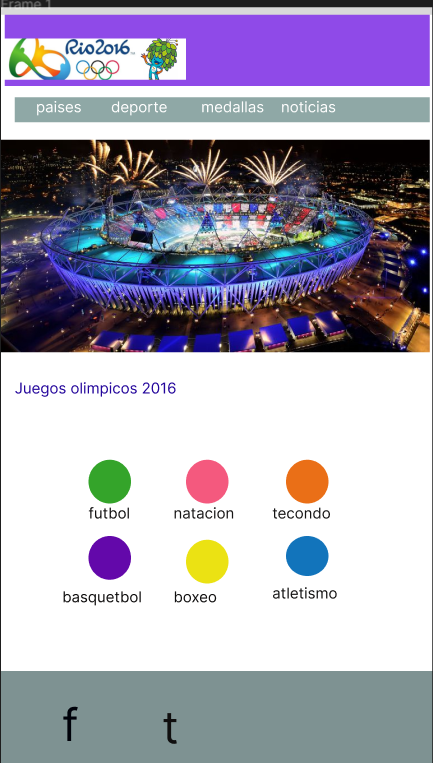 Frame 1
Rio2016
paises deporte medallas noticias
Juegos olimpicos 2016
futbol natacion tecondo
basquetbol boxeo atletismo
f t